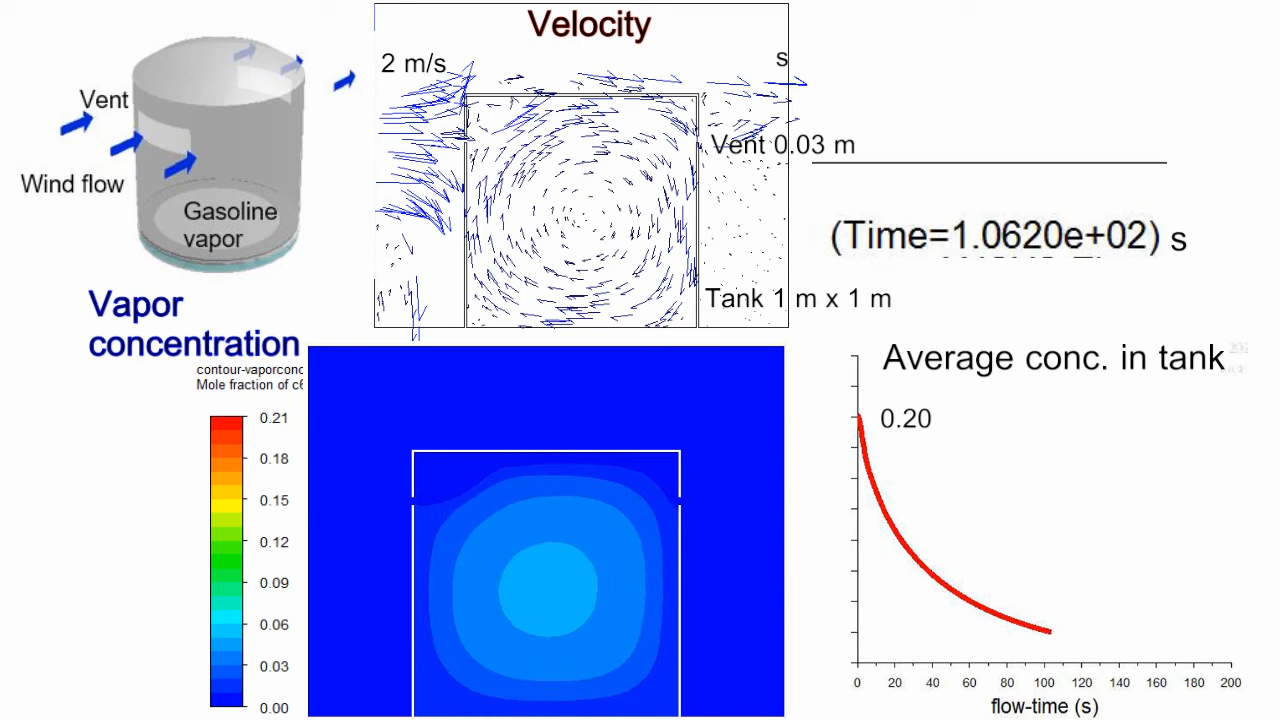 Velocity
2 m/s
s
Vent
Vent 0.03 m
Wind flow
Gasoline
vapor
(Time=1.0620e+02) s
Tank 1 m x 1 m
Vapor
concentration
contour-vaporconc
Mole fraction of c6
0.21
0.18
0.15
0.12
0.09
0.06
0.03
0.00
Average conc. in tank
0.20
0 20 40 60 80 100 120 140 160 180 200
flow-time (s)